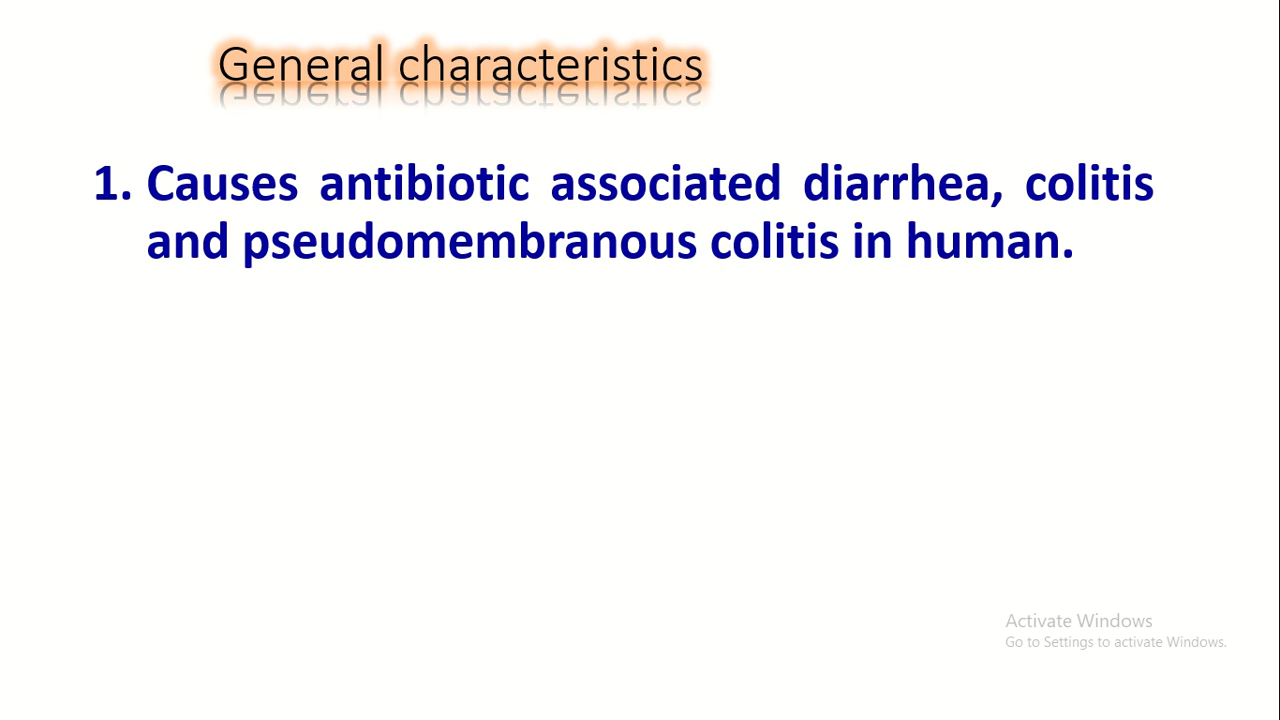 General characteristics
1. Causes antibiotic associated diarrhea, colitis
and pseudomembranous colitis in human.
Activate Windows
Go to Settings to activate Windows.